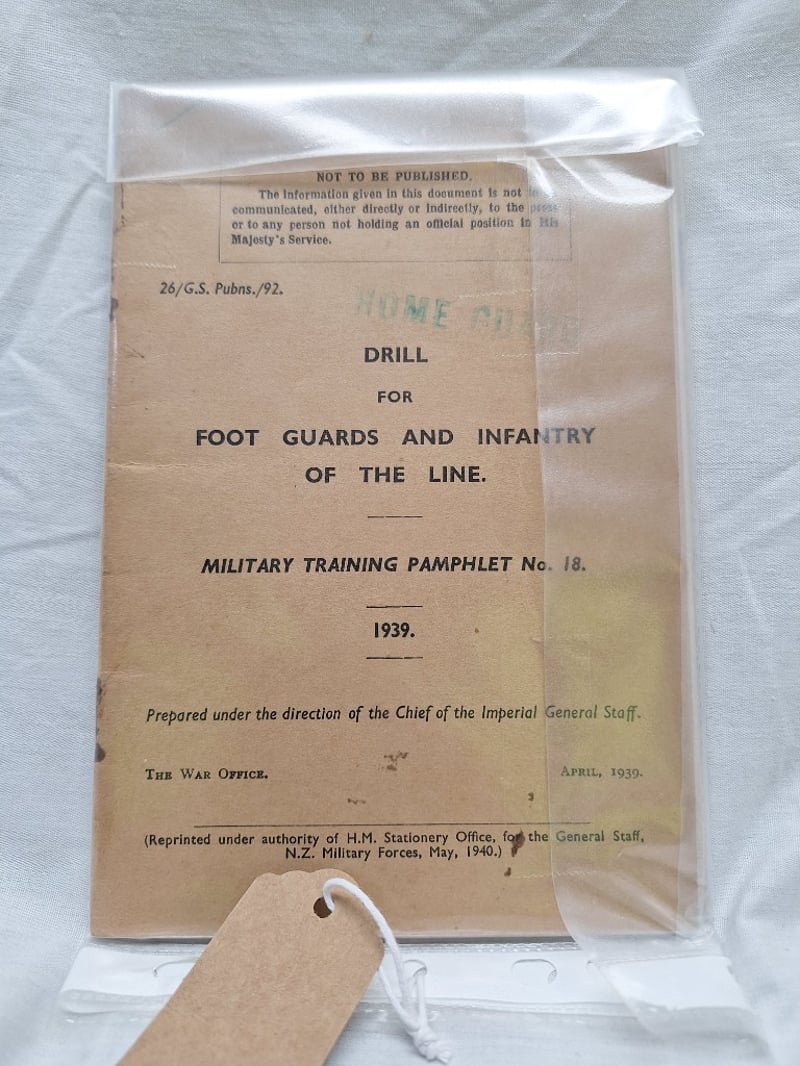 NOT TO BE PUBLISHED.
The information given in this document is not to be
communicated, either directly or indirectly, to the press
or to any person not holding an official position in His
Majesty's Service.
26/G.S. Pubns./92.
HOME GUARD
DRILL
FOR
FOOT GUARDS AND INFANTRY
OF THE LINE.
MILITARY TRAINING PAMPHLET No. 18.
1939.
Prepared under the direction of the Chief of the Imperial General Staff.
THE WAR OFFICE.
APRIL, 1939.
(Reprinted under authority of H.M. Stationery Office, for the General Staff,
N.Z. Military Forces, May, 1940.)